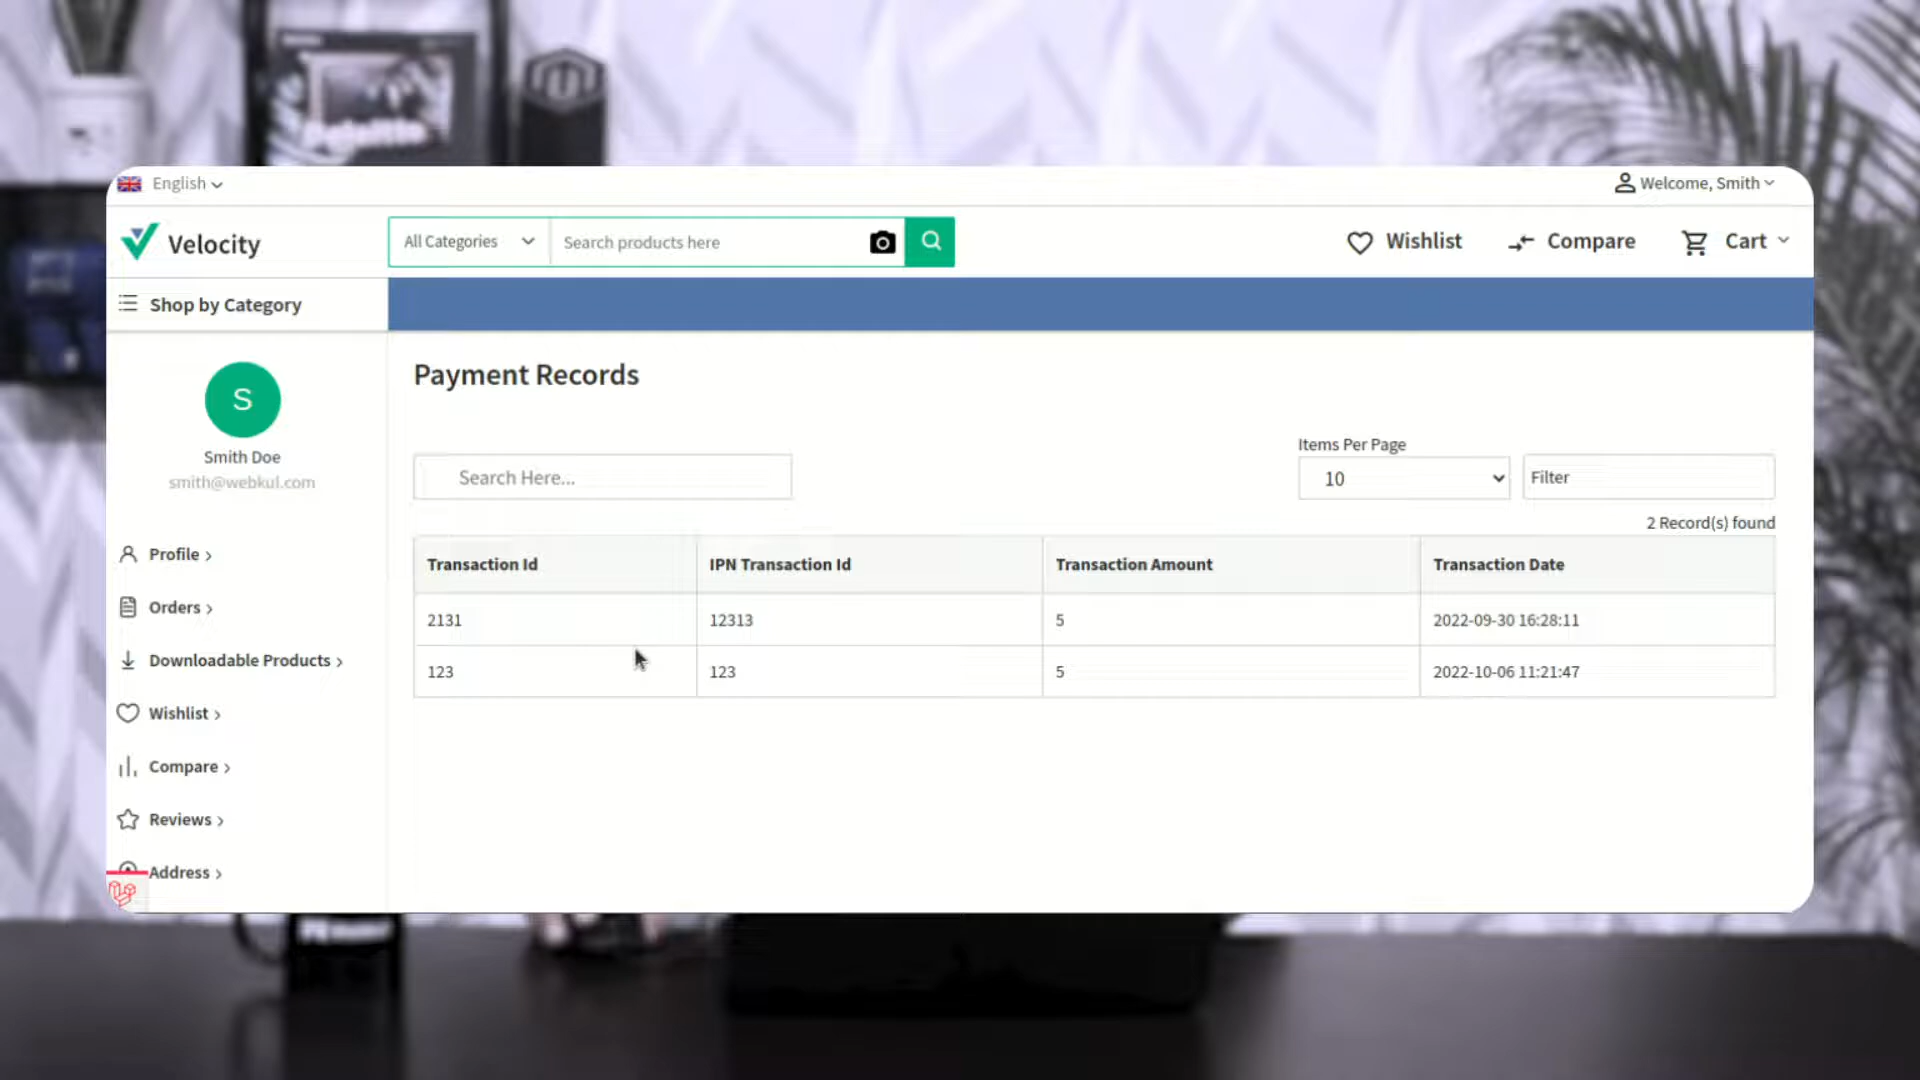 English
Welcome, Smith
Velocity
All Categories
Search products here
Wishlist
Compare
Cart
Shop by Category
S
Smith Doe
smith@webkul.com
Profile
Orders
Downloadable Products
Wishlist
Compare
Reviews
Address
Payment Records
Search Here...
Items Per Page
10
Filter
2 Record(s) found
Transaction Id IPN Transaction Id Transaction Amount Transaction Date
2131 12313 5 2022-09-30 16:28:11
123 123 5 2022-10-06 11:21:47